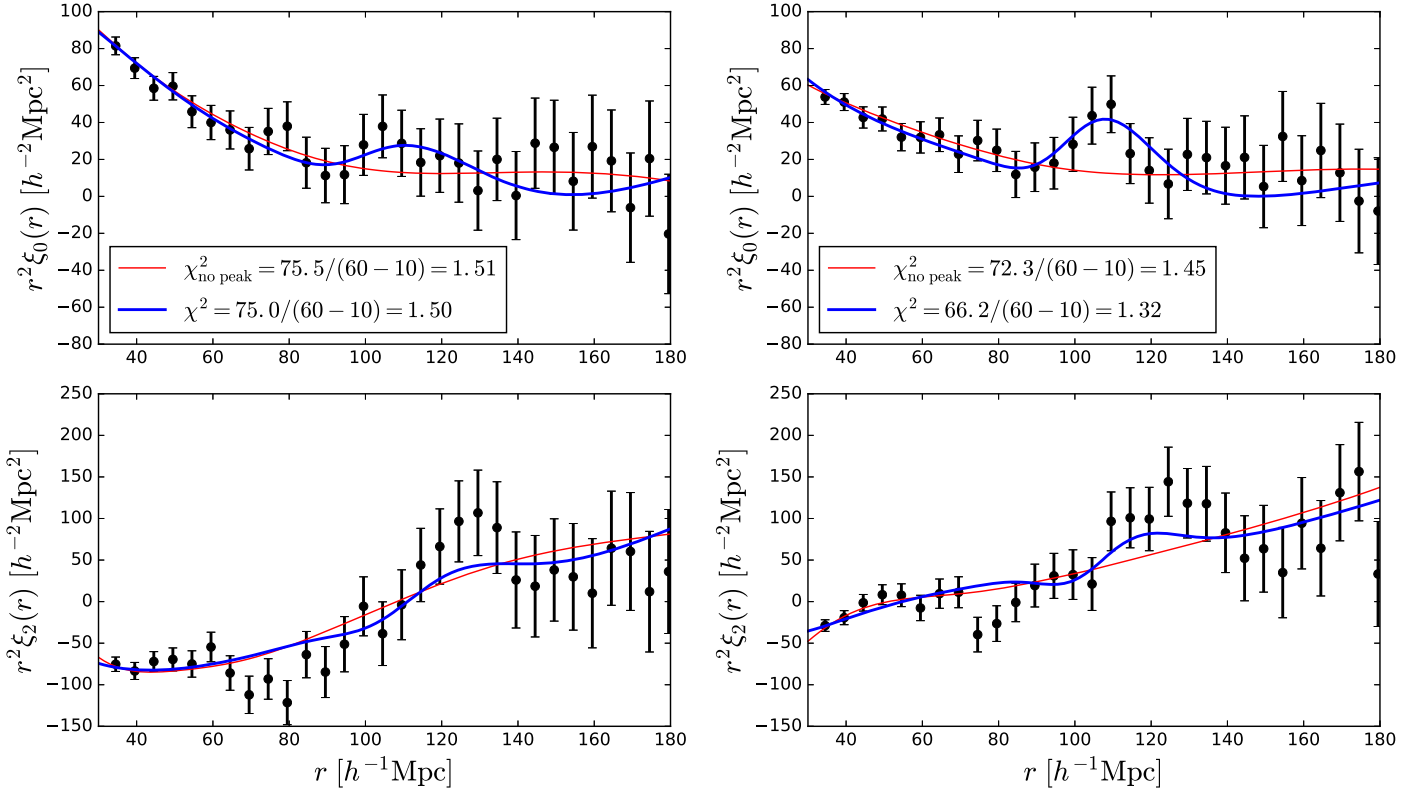 100
80
60
40
20
0
−20
−40
−60
−80
r²ξ₀(r) [h⁻²Mpc²]
χ²no peak = 75.5/(60 − 10) = 1.51
χ² = 75.0/(60 − 10) = 1.50
40 60 80 100 120 140 160 180
100
80
60
40
20
0
−20
−40
−60
−80
r²ξ₀(r) [h⁻²Mpc²]
χ²no peak = 72.3/(60 − 10) = 1.45
χ² = 66.2/(60 − 10) = 1.32
40 60 80 100 120 140 160 180
250
200
150
100
50
0
−50
−100
−150
r²ξ₂(r) [h⁻²Mpc²]
40 60 80 100 120 140 160 180
r [h⁻¹Mpc]
250
200
150
100
50
0
−50
−100
−150
r²ξ₂(r) [h⁻²Mpc²]
40 60 80 100 120 140 160 180
r [h⁻¹Mpc]